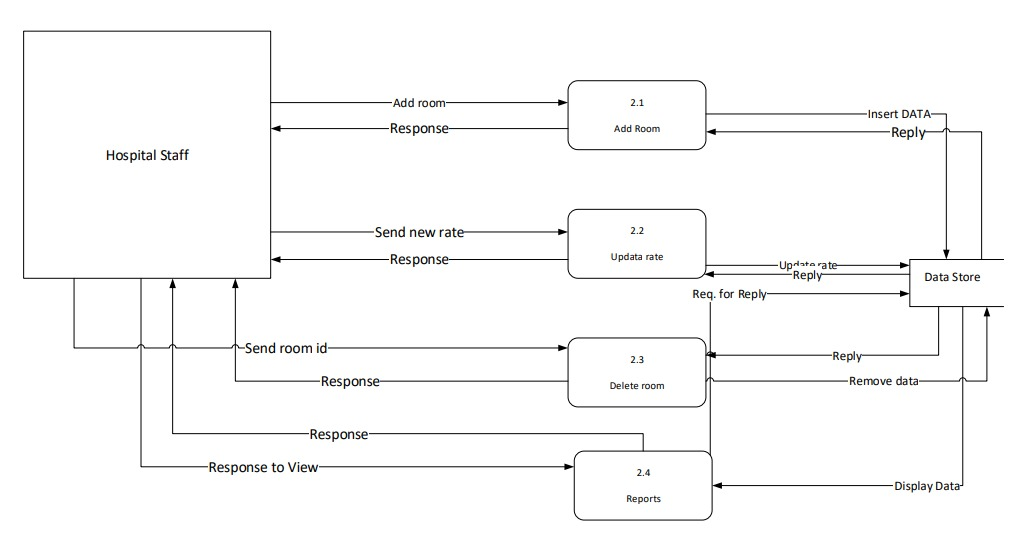 Add room
2.1
Insert DATA
Response
Add Room
Reply
Hospital Staff
Send new rate
2.2
Response
Updata rate
Update rate
Reply
Data Store
Req. for Reply
Send room id
2.3
Reply
Response
Delete room
Remove data
Response
Response to View
2.4
Reports
Display Data